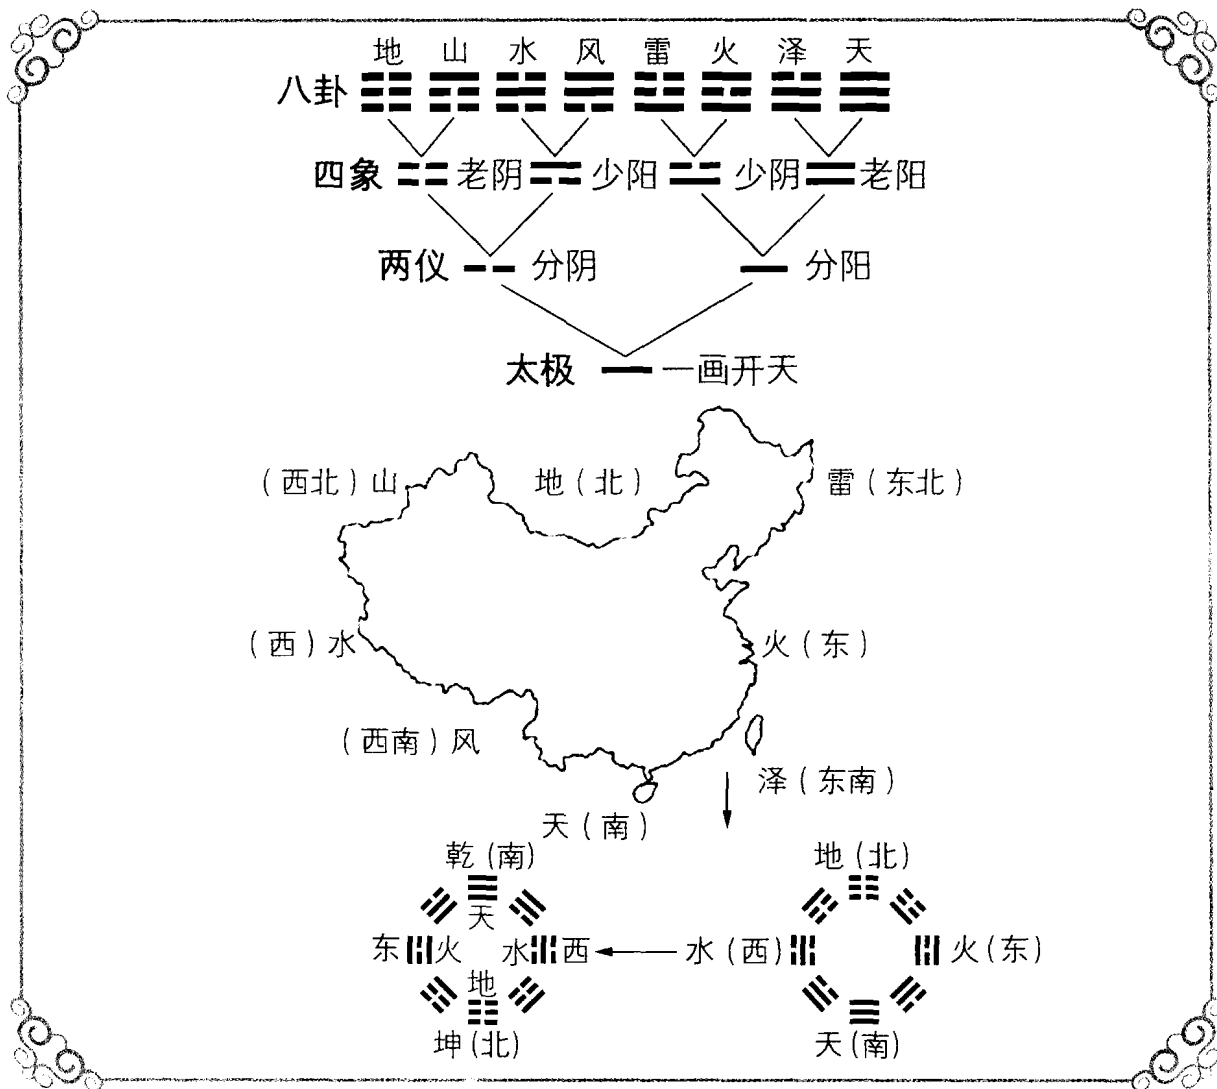 地 山 水 风 雷 火 泽 天
八卦
四象 老阴 少阳 少阴 老阳
两仪 分阴 分阳
太极 一画开天
(西北)山 地(北) 雷(东北)
(西)水 火(东)
(西南)风
泽(东南)
天(南)
乾(南) 地(北)
天
东 火 水 西 水(西) 火(东)
地
坤(北) 天(南)